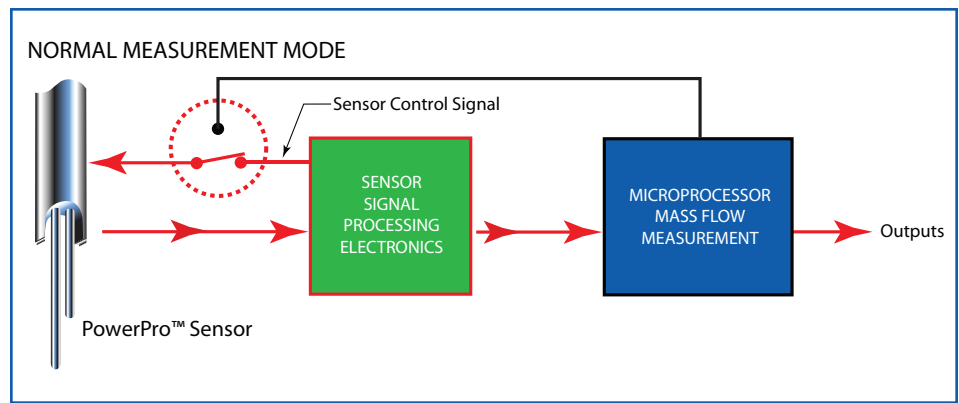 NORMAL MEASUREMENT MODE
Sensor Control Signal
SENSOR
SIGNAL
PROCESSING
ELECTRONICS
MICROPROCESSOR
MASS FLOW
MEASUREMENT
Outputs
PowerPro™ Sensor